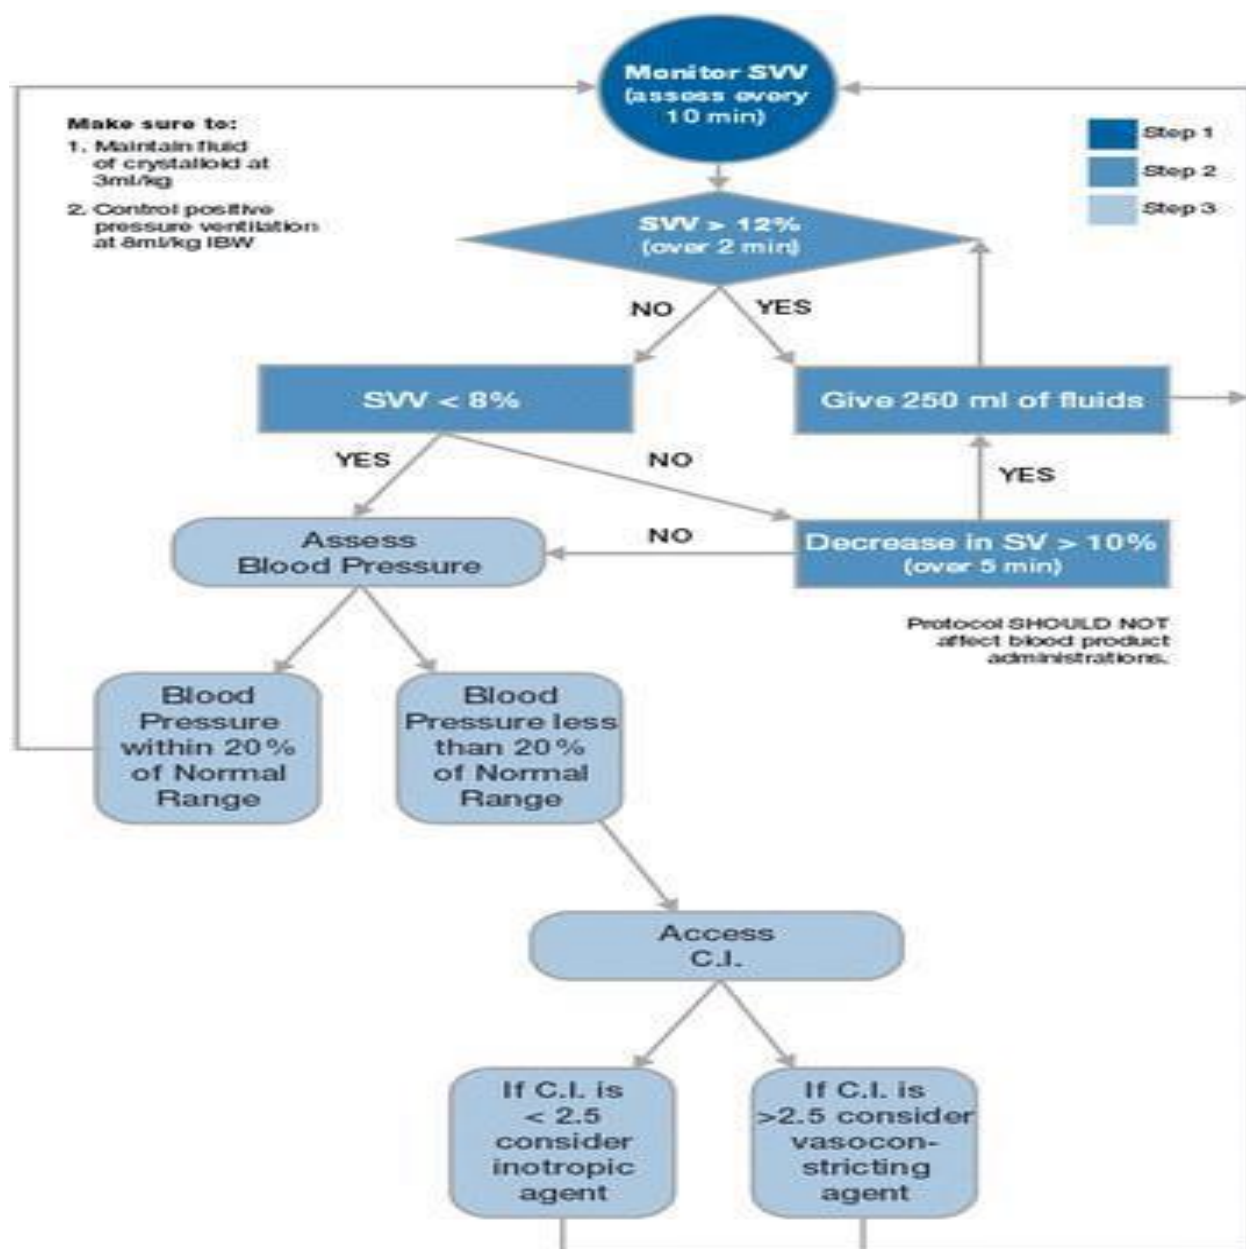 Monitor SVV
(assess every
10 min)
Make sure to:
1. Maintain fluid
of crystalloid at
3ml/kg
2. Control positive
pressure ventilation
at 8ml/kg IBW
Step 1
Step 2
Step 3
SVV > 12%
(over 2 min)
NO
YES
SVV < 8%
Give 250 ml of fluids
YES
NO
YES
Assess
Blood Pressure
NO
Decrease in SV > 10%
(over 5 min)
Protocol SHOULD NOT
affect blood product
administrations.
Blood
Pressure
within 20%
of Normal
Range
Blood
Pressure less
than 20%
of Normal
Range
Access
C.I.
If C.I. is
< 2.5
consider
inotropic
agent
If C.I. is
>2.5 consider
vasocon-
stricting
agent